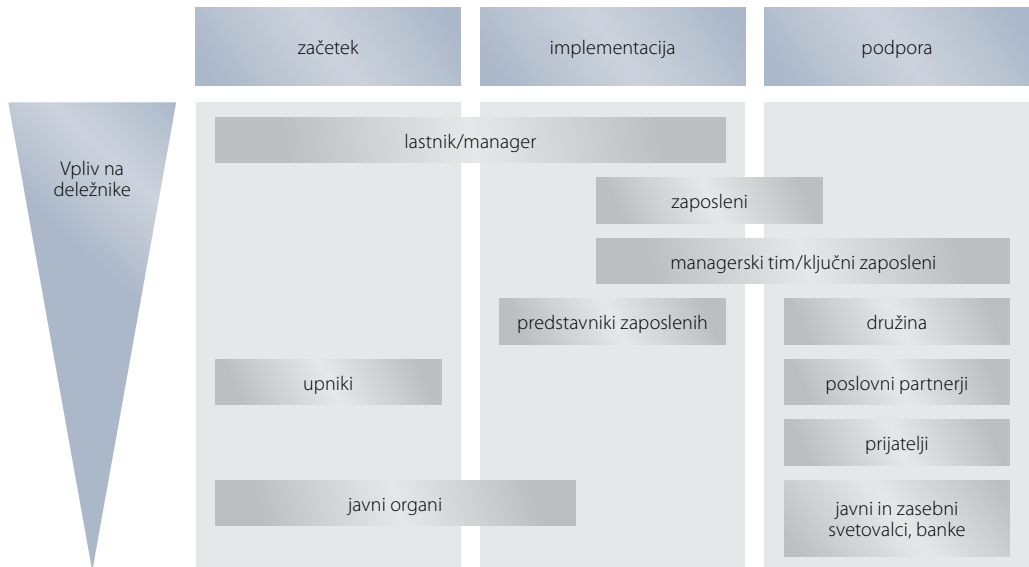 začetek
implementacija
podpora
Vpliv na
deležnike
lastnik/manager
zaposleni
managerski tim/ključni zaposleni
predstavniki zaposlenih
družina
upniki
poslovni partnerji
prijatelji
javni organi
javni in zasebni
svetovalci, banke